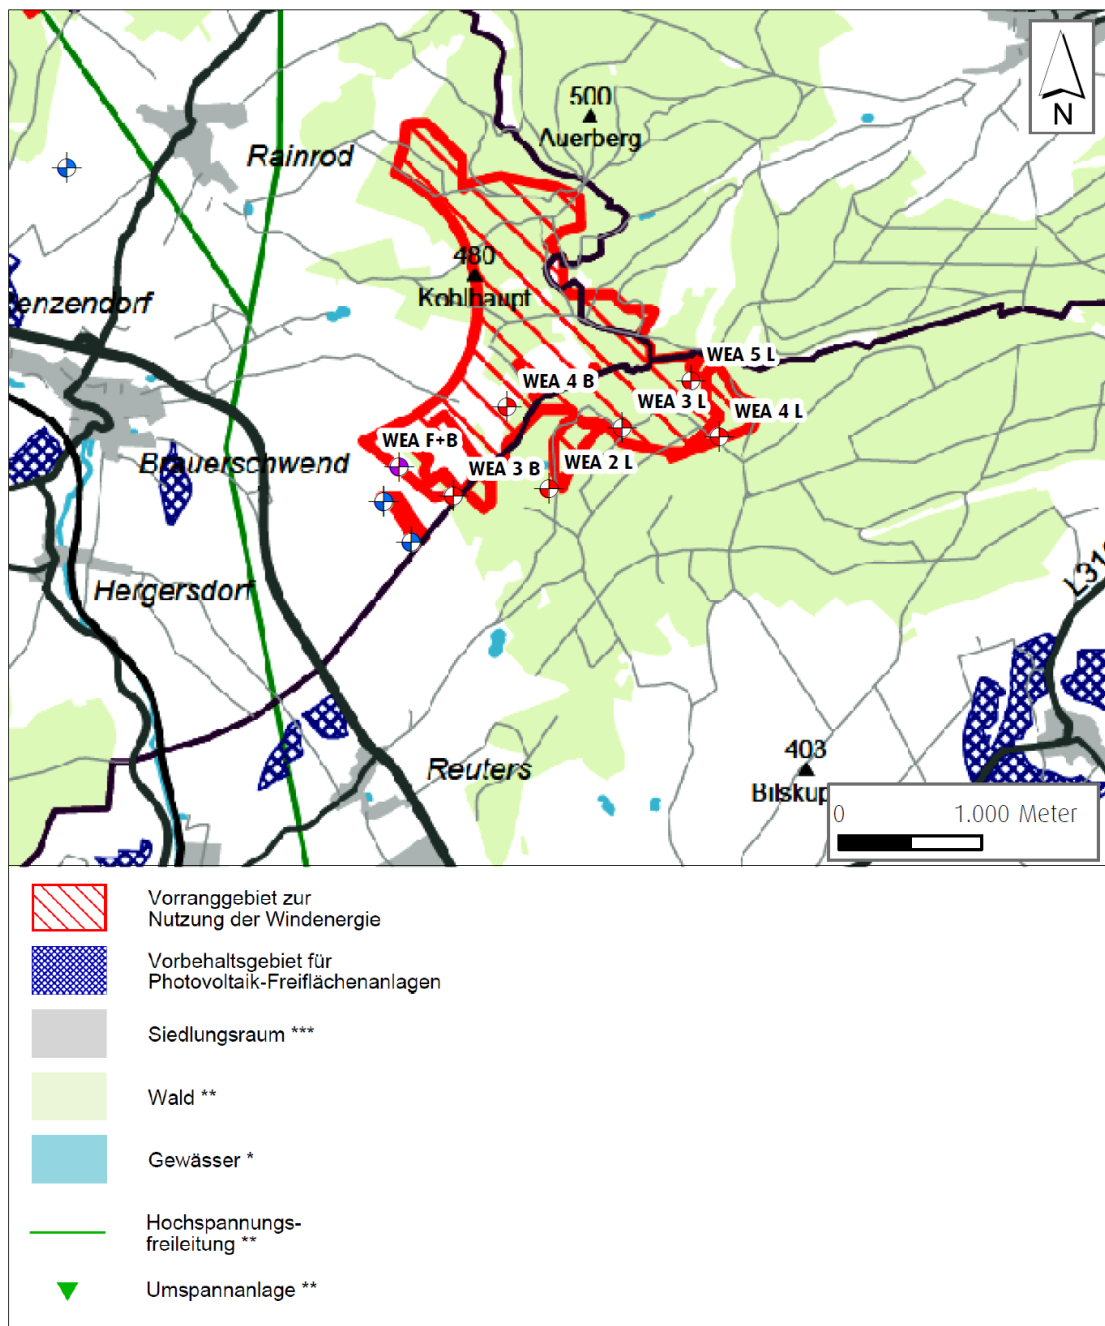 500
Auerberg
N
Rainrod
480
Kohlhaupt
enzendorf
WEA 5 L
WEA 4 B
WEA 3 L
WEA 4 L
WEA F+B
Brauerschwend
WEA 3 B
WEA 2 L
Hergersdorf
L31
403
Reuters
Bilskup
0 1.000 Meter
Vorranggebiet zur
Nutzung der Windenergie
Vorbehaltsgebiet für
Photovoltaik-Freiflächenanlagen
Siedlungsraum ***
Wald **
Gewässer *
Hochspannungs-
freileitung **
Umspannanlage **